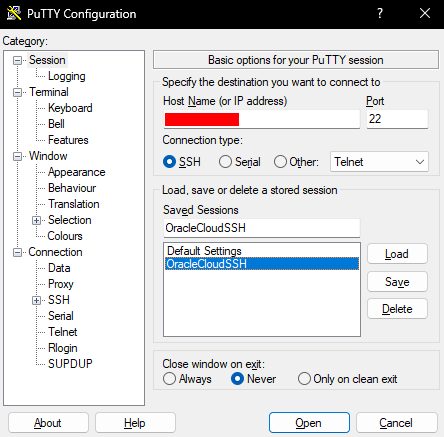 PuTTY Configuration
Category:
Session
Logging
Terminal
Keyboard
Bell
Features
Window
Appearance
Behaviour
Translation
Selection
Colours
Connection
Data
Proxy
SSH
Serial
Telnet
Rlogin
SUPDUP
Basic options for your PuTTY session
Specify the destination you want to connect to
Host Name (or IP address) Port
22
Connection type:
SSH Serial Other: Telnet
Load, save or delete a stored session
Saved Sessions
OracleCloudSSH
Default Settings
OracleCloudSSH
Load
Save
Delete
Close window on exit:
Always Never Only on clean exit
About Help Open Cancel